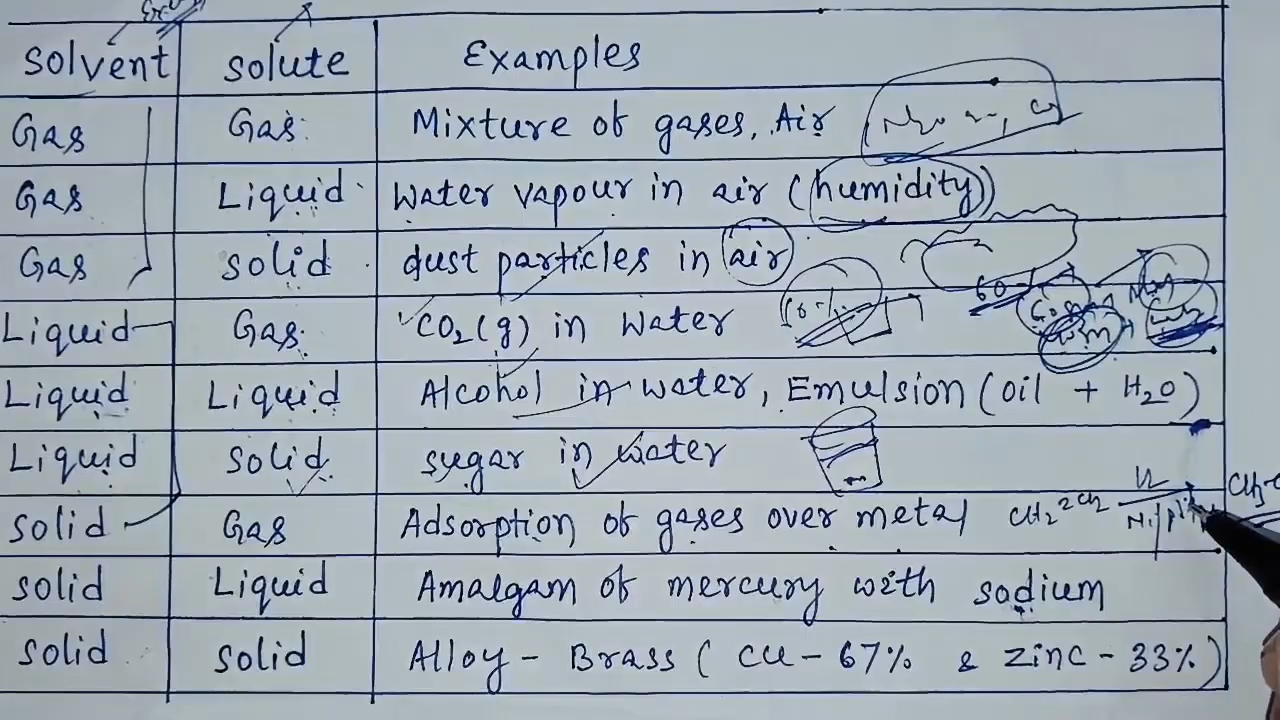 Solvent Solute Examples
Gas Gas Mixture of gases, Air
Gas Liquid Water vapour in air (humidity)
Gas Solid dust particles in air
Liquid Gas CO₂(g) in water
Liquid Liquid Alcohol in water, Emulsion (oil + H₂O)
Liquid Solid sugar in water
Solid Gas Adsorption of gases over metal
Solid Liquid Amalgam of mercury with sodium
Solid Solid Alloy - Brass ( Cu - 67% & Zinc - 33% )